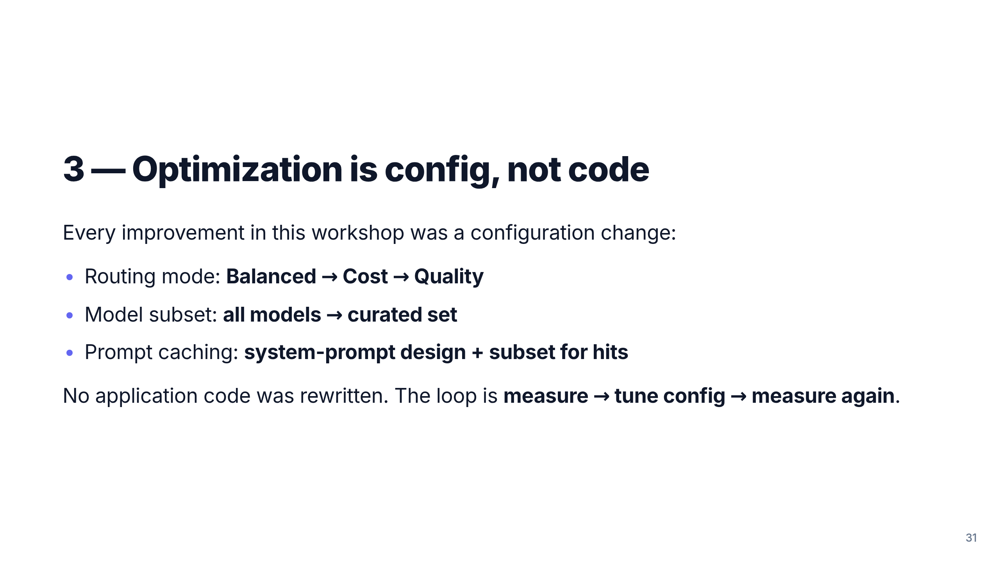 3 — Optimization is config, not code
Every improvement in this workshop was a configuration change:
• Routing mode: Balanced → Cost → Quality
• Model subset: all models → curated set
• Prompt caching: system-prompt design + subset for hits
No application code was rewritten. The loop is measure → tune config → measure again.
31